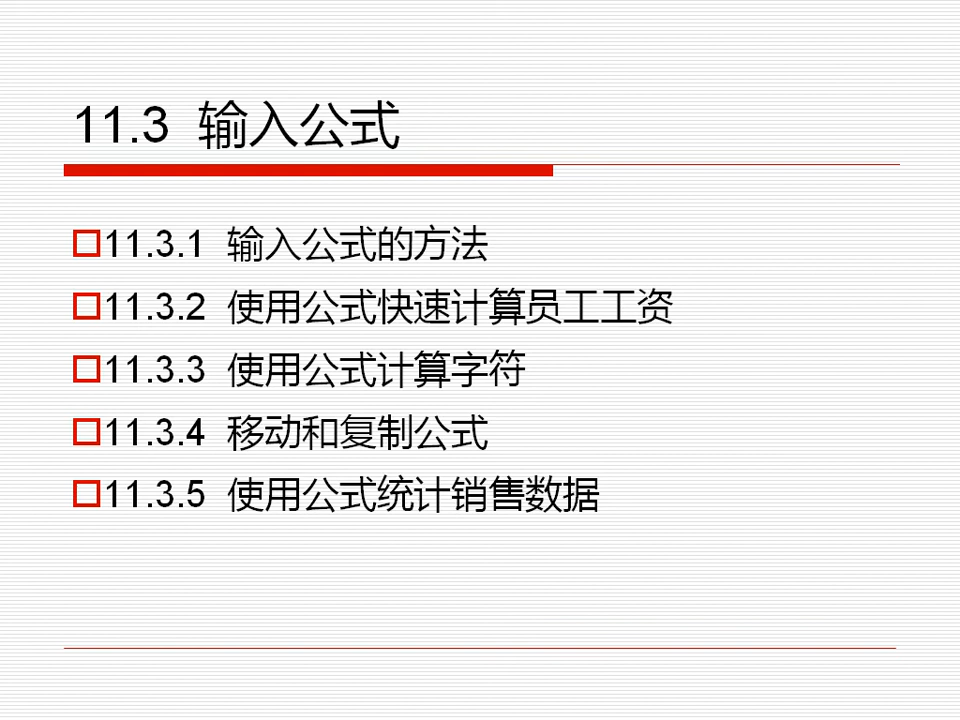 11.3 输入公式
11.3.1 输入公式的方法
11.3.2 使用公式快速计算员工工资
11.3.3 使用公式计算字符
11.3.4 移动和复制公式
11.3.5 使用公式统计销售数据